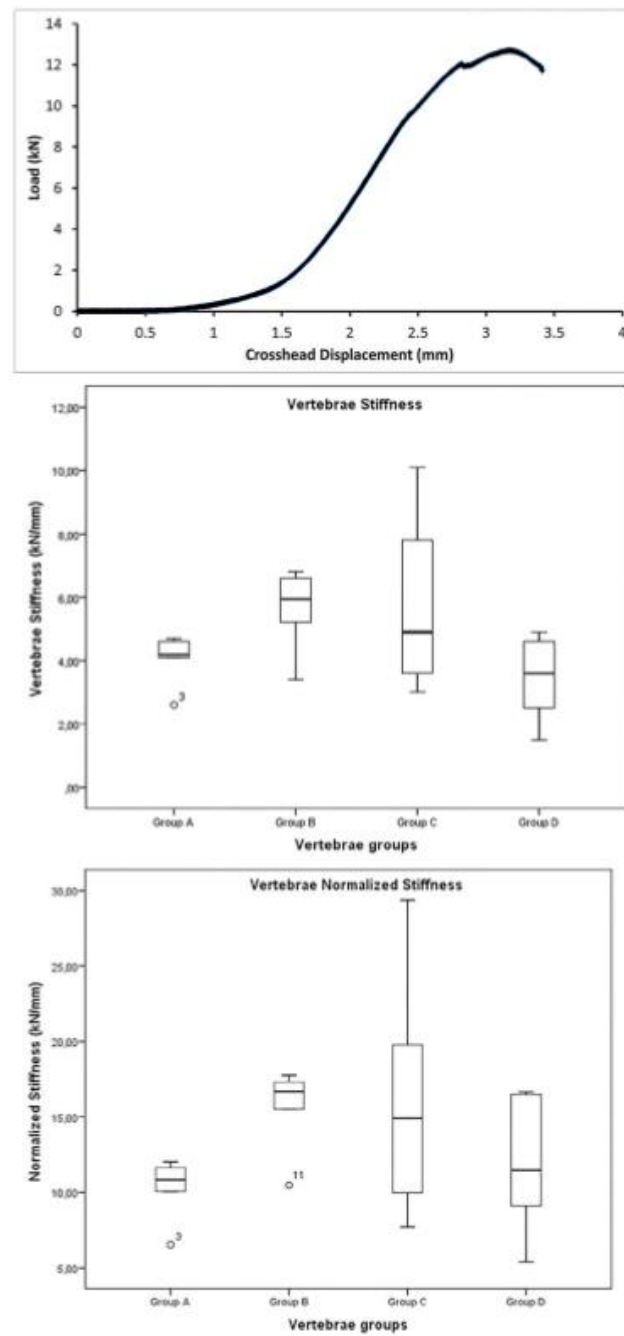 14
12
10
8
6
4
2
0
Load (kN)
0 0.5 1 1.5 2 2.5 3 3.5 4
Crosshead Displacement (mm)
Vertebrae Stiffness
12,00
10,00
8,00
6,00
4,00
2,00
,00
Vertebrae Stiffness (kN/mm)
3
Group A Group B Group C Group D
Vertebrae groups
Vertebrae Normalized Stiffness
30,00
25,00
20,00
15,00
10,00
5,00
Normalized Stiffness (kN/mm)
3
11
Group A Group B Group C Group D
Vertebrae groups